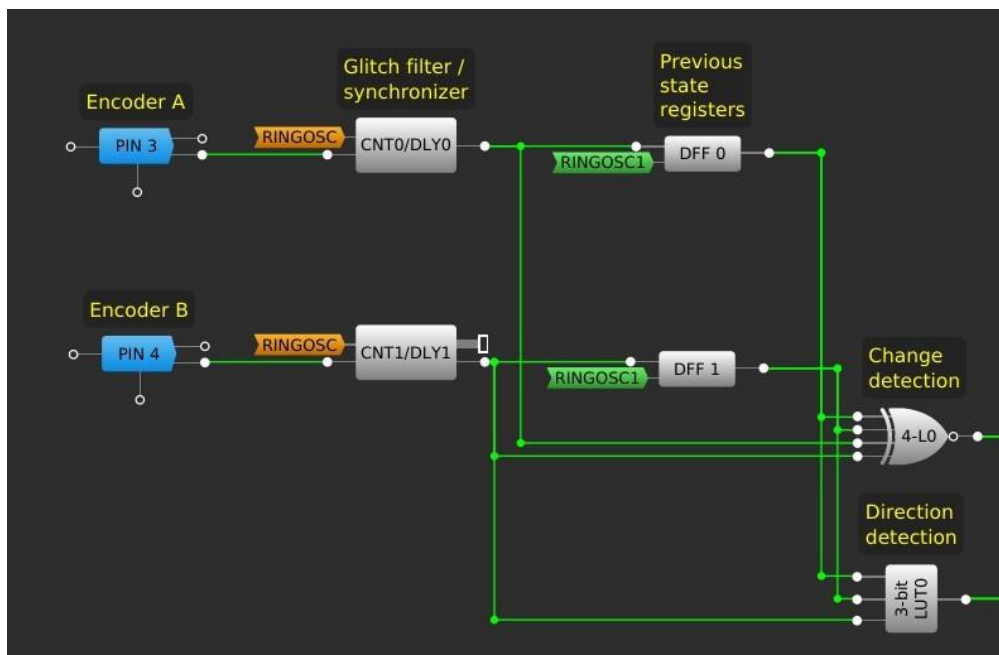 Encoder A
PIN 3
RINGOSC
Glitch filter /
synchronizer
CNT0/DLY0
Previous
state
registers
RINGOSC1
DFF 0
Encoder B
PIN 4
RINGOSC
CNT1/DLY1
RINGOSC1
DFF 1
Change
detection
4-L0
Direction
detection
3-bit
LUT0